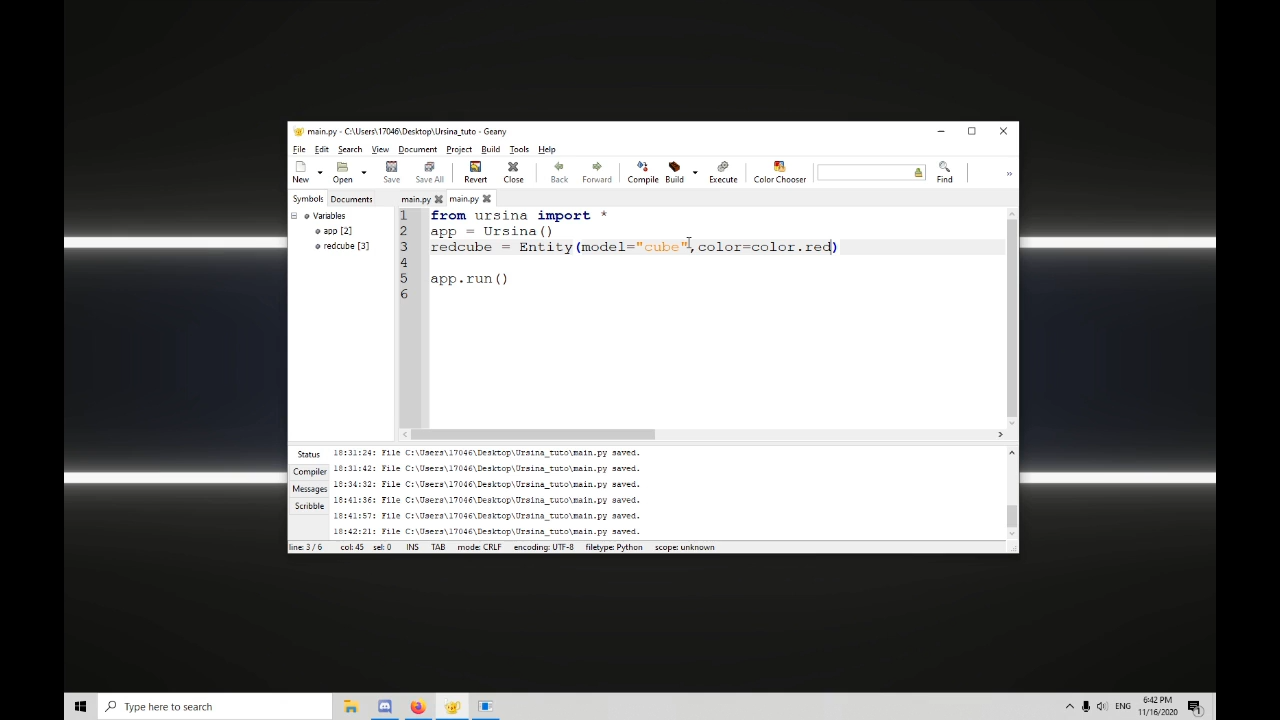 main.py - C:\Users\17046\Desktop\Ursina_tuto - Geany
File Edit Search View Document Project Build Tools Help
New Open Save Save All Revert Close Back Forward Compile Build Execute Color Chooser Find »
Symbols Documents main.py main.py
Variables
app [2]
redcube [3]
1 from ursina import *
2 app = Ursina()
3 redcube = Entity(model="cube",color=color.red)
4
5 app.run()
6
Status
Compiler
Messages
Scribble
18:31:24: File C:\Users\17046\Desktop\Ursina_tuto\main.py saved.
18:31:42: File C:\Users\17046\Desktop\Ursina_tuto\main.py saved.
18:34:32: File C:\Users\17046\Desktop\Ursina_tuto\main.py saved.
18:41:36: File C:\Users\17046\Desktop\Ursina_tuto\main.py saved.
18:41:57: File C:\Users\17046\Desktop\Ursina_tuto\main.py saved.
18:42:21: File C:\Users\17046\Desktop\Ursina_tuto\main.py saved.
line: 3 / 6 col: 45 sel: 0 INS TAB mode: CRLF encoding: UTF-8 filetype: Python scope: unknown
Type here to search
ENG
6:42 PM
11/16/2020
1